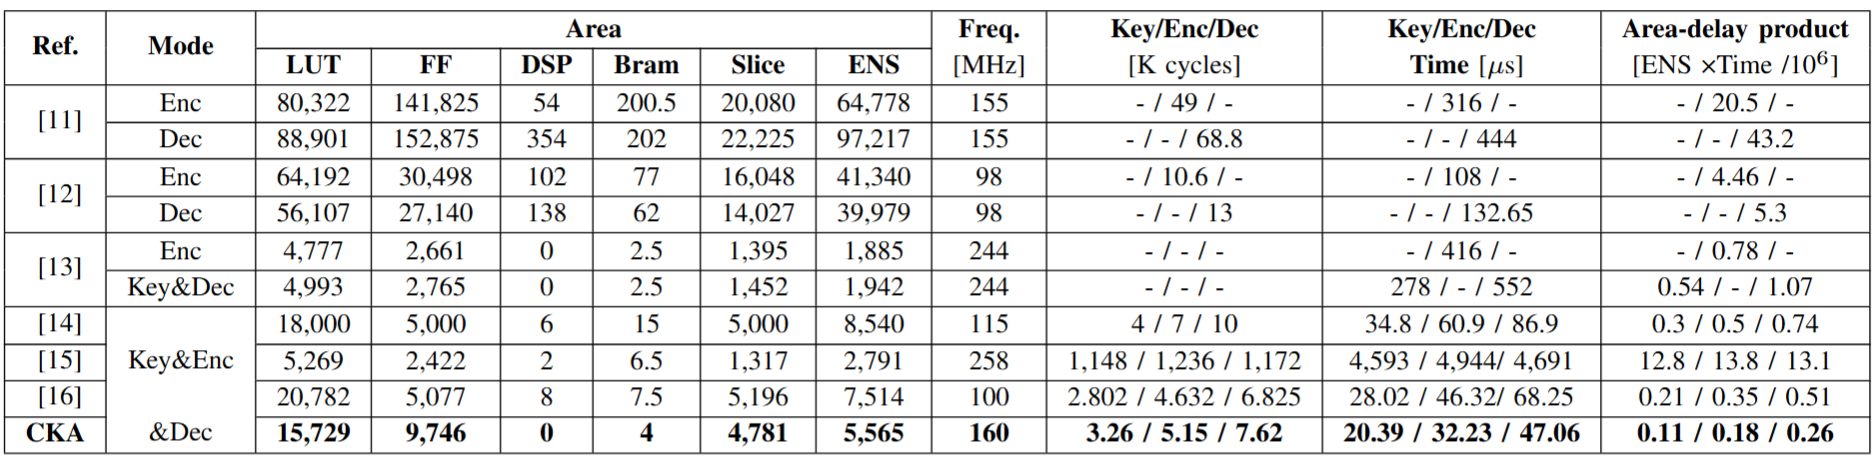 Ref. Mode Area Freq. Key/Enc/Dec Key/Enc/Dec Area-delay product
LUT FF DSP Bram Slice ENS [MHz] [K cycles] Time [μs] [ENS ×Time /10⁶]
[11] Enc 80,322 141,825 54 200.5 20,080 64,778 155 - / 49 / - - / 316 / - - / 20.5 / -
Dec 88,901 152,875 354 202 22,225 97,217 155 - / - / 68.8 - / - / 444 - / - / 43.2
[12] Enc 64,192 30,498 102 77 16,048 41,340 98 - / 10.6 / - - / 108 / - - / 4.46 / -
Dec 56,107 27,140 138 62 14,027 39,979 98 - / - / 13 - / - / 132.65 - / - / 5.3
[13] Enc 4,777 2,661 0 2.5 1,395 1,885 244 - / - / - - / 416 / - - / 0.78 / -
Key&Dec 4,993 2,765 0 2.5 1,452 1,942 244 - / - / - 278 / - / 552 0.54 / - / 1.07
[14] 18,000 5,000 6 15 5,000 8,540 115 4 / 7 / 10 34.8 / 60.9 / 86.9 0.3 / 0.5 / 0.74
[15] Key&Enc 5,269 2,422 2 6.5 1,317 2,791 258 1,148 / 1,236 / 1,172 4,593 / 4,944/ 4,691 12.8 / 13.8 / 13.1
[16] 20,782 5,077 8 7.5 5,196 7,514 100 2.802 / 4.632 / 6.825 28.02 / 46.32/ 68.25 0.21 / 0.35 / 0.51
CKA &Dec 15,729 9,746 0 4 4,781 5,565 160 3.26 / 5.15 / 7.62 20.39 / 32.23 / 47.06 0.11 / 0.18 / 0.26